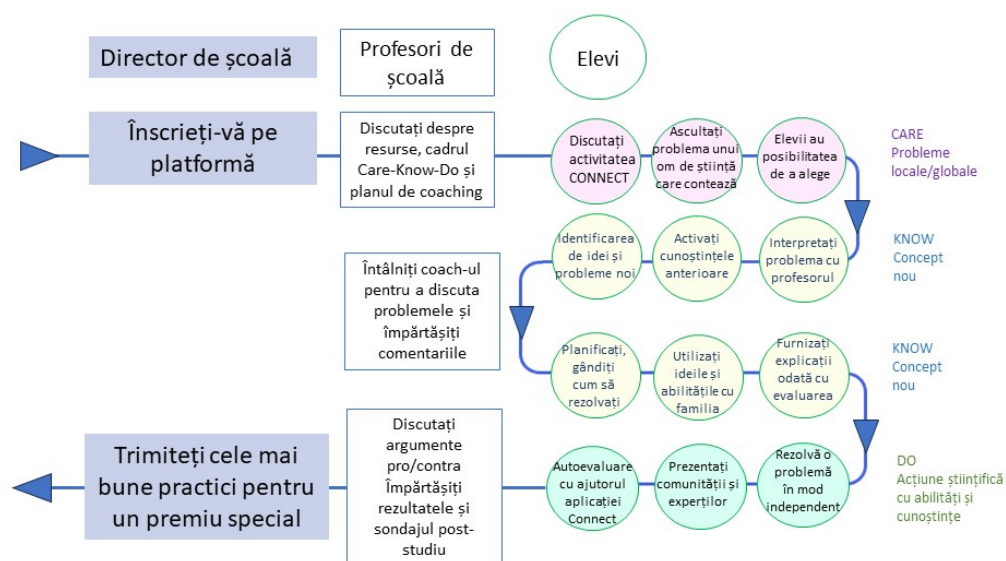 Director de școală
Profesori de
școală
Elevi
Înscrieți-vă pe
platformă
Discutați despre
resurse, cadrul
Care-Know-Do și
planul de coaching
Discutați
activitatea
CONNECT
Ascultați
problema unui
om de știință
care contează
Elevii au
posibilitatea
de a alege
CARE
Probleme
locale/globale
Identificarea
de idei și
probleme noi
Activați
cunoștințele
anterioare
Interpretați
problema cu
profesorul
KNOW
Concept
nou
Întâlniți coach-ul
pentru a discuta
problemele și
împărtășiți
comentariile
Planificați,
gândiți
cum să
rezolvați
Utilizați
ideile și
abilitățile cu
familia
Furnizați
explicații
odată cu
evaluarea
KNOW
Concept
nou
Trimiteți cele mai
bune practici pentru
un premiu special
Discutați
argumente
pro/contra
Împărtășiți
rezultatele și
sondajul post-
studiu
Autoevaluare
cu ajutorul
aplicației
Connect
Prezentați
comunității și
experților
Rezolvă o
problemă
în mod
independent
DO
Acțiune științifică
cu abilități și
cunoștințe